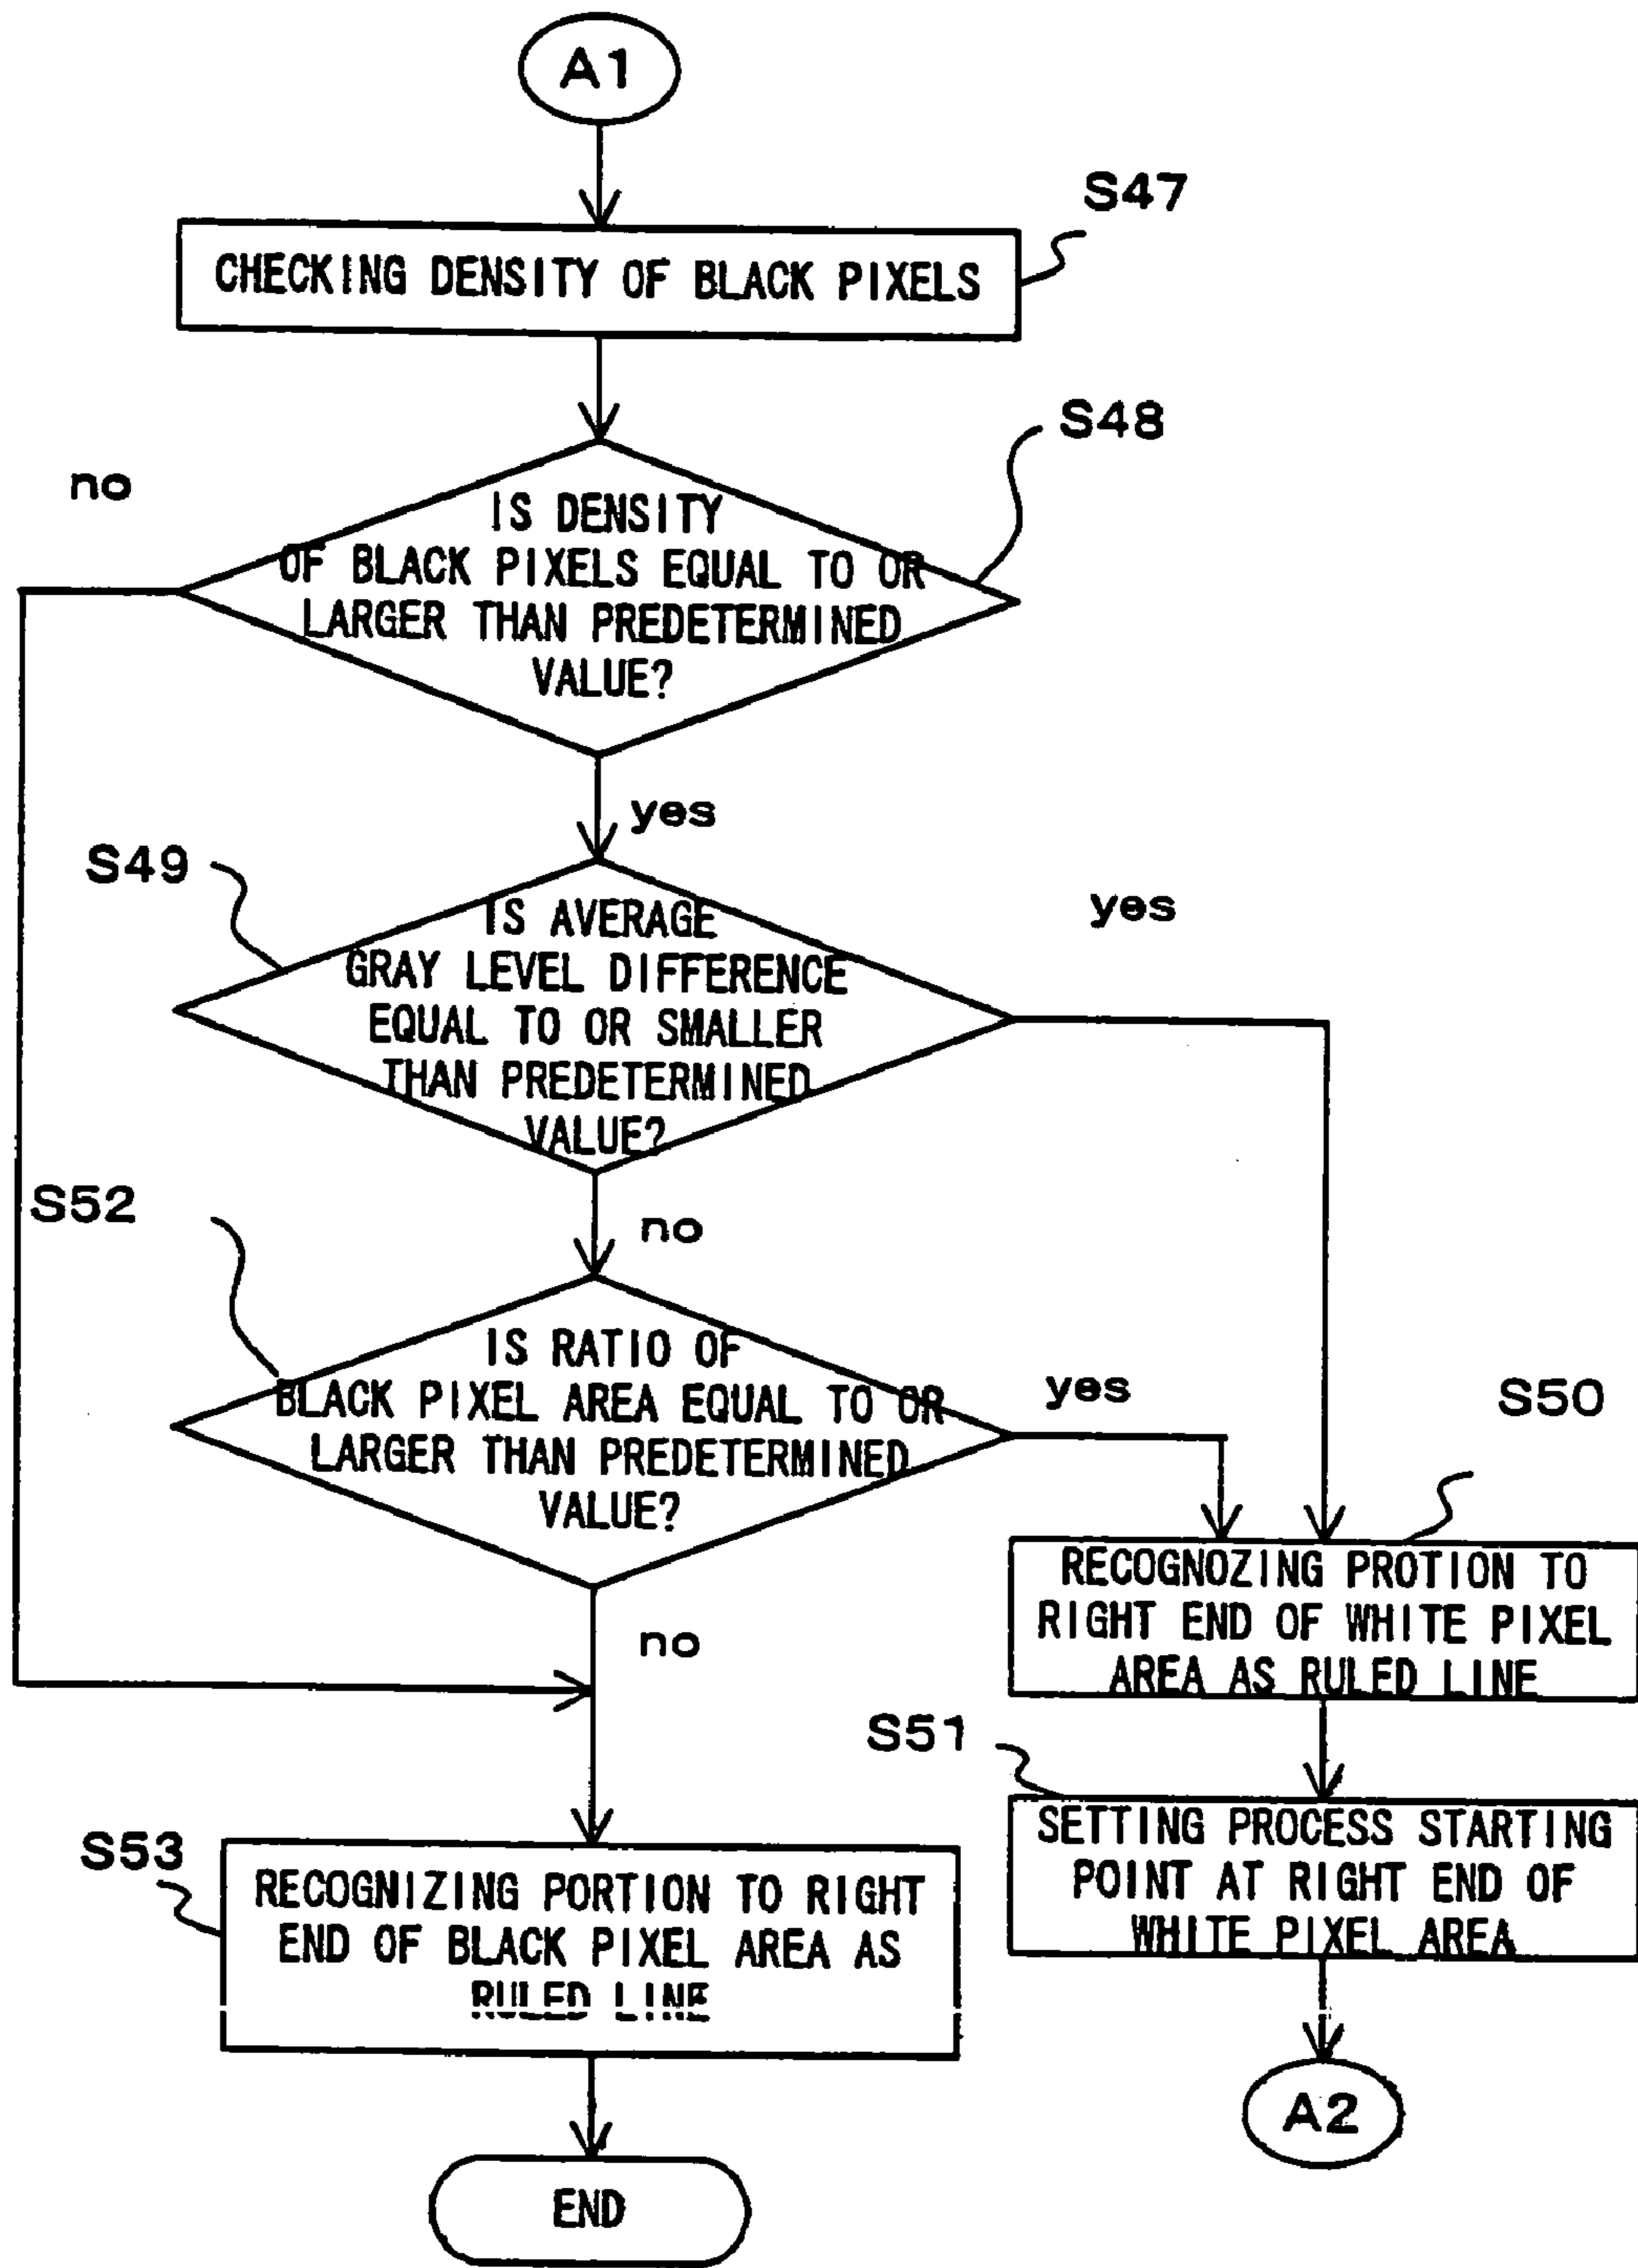 A1
S47
CHECKING DENSITY OF BLACK PIXELS
S48
no
IS DENSITY
OF BLACK PIXELS EQUAL TO OR
LARGER THAN PREDETERMINED
VALUE?
yes
S49
yes
IS AVERAGE
GRAY LEVEL DIFFERENCE
EQUAL TO OR SMALLER
THAN PREDETERMINED
VALUE?
S52
no
IS RATIO OF
BLACK PIXEL AREA EQUAL TO OR
LARGER THAN PREDETERMINED
VALUE?
yes
S50
no
RECOGNOZING PROTION TO
RIGHT END OF WHITE PIXEL
AREA AS RULED LINE
S51
SETTING PROCESS STARTING
POINT AT RIGHT END OF
WHITE PIXEL AREA
S53
RECOGNIZING PORTION TO RIGHT
END OF BLACK PIXEL AREA AS
RULED LINE
A2
END